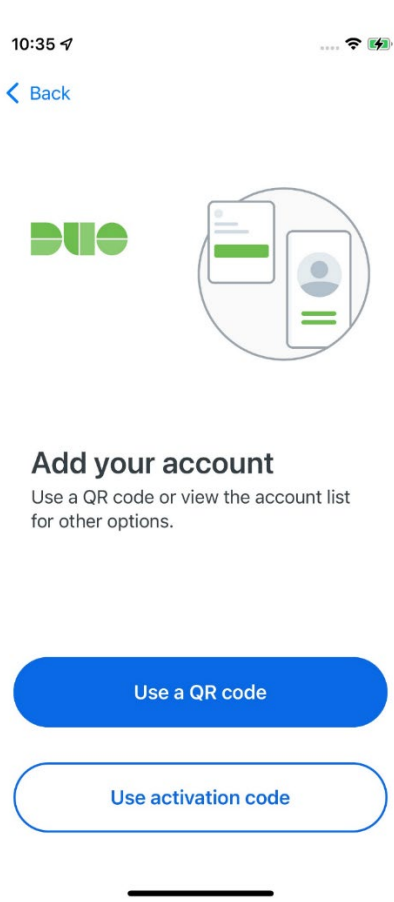 10:35
Back
DUO
Add your account
Use a QR code or view the account list
for other options.
Use a QR code
Use activation code